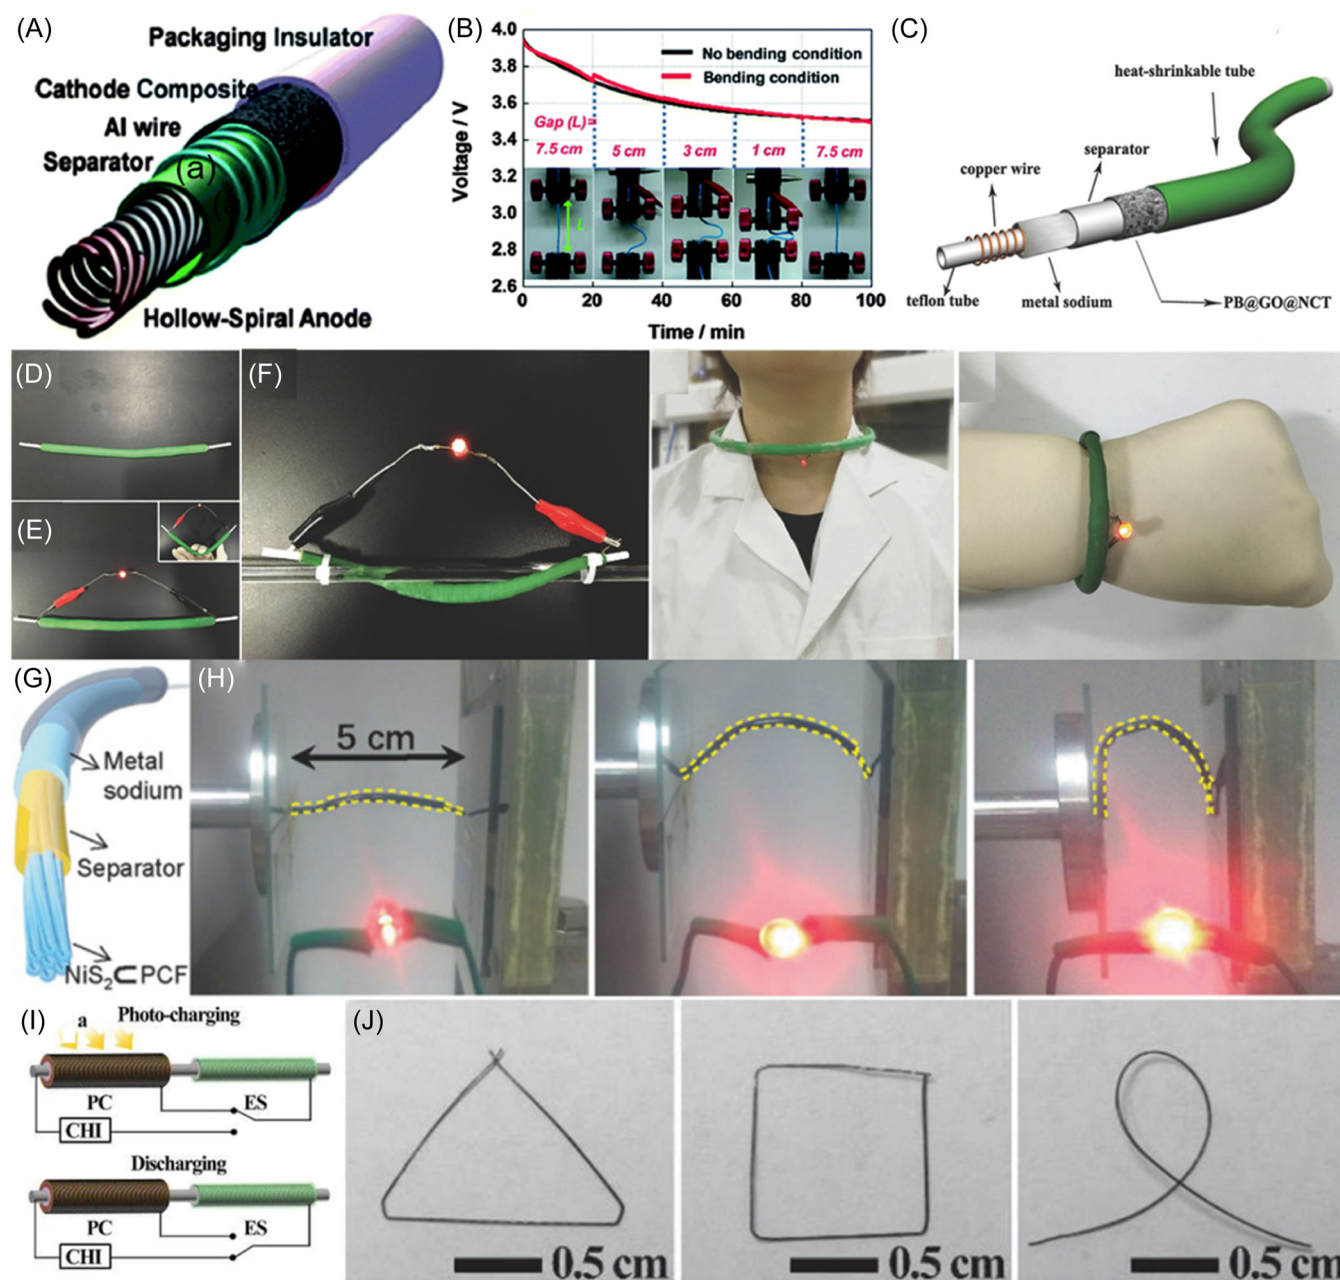 (A)
Packaging Insulator
Cathode Composite
Al wire
Separator
(a)
Hollow-Spiral Anode
(B)
4.0
3.8
3.6
3.4
3.2
3.0
2.8
2.6
Voltage / V
No bending condition
Bending condition
Gap (L)=
7.5 cm
5 cm
3 cm
1 cm
7.5 cm
L
0
20
40
60
80
100
Time / min
(C)
heat-shrinkable tube
separator
copper wire
teflon tube
metal sodium
PB@GO@NCT
(D)
(E)
(F)
(G)
Metal
sodium
Separator
NiS₂⊂PCF
(H)
5 cm
(I)
Photo-charging
a
PC
ES
CHI
Discharging
PC
ES
CHI
(J)
0.5 cm
0.5 cm
0.5 cm